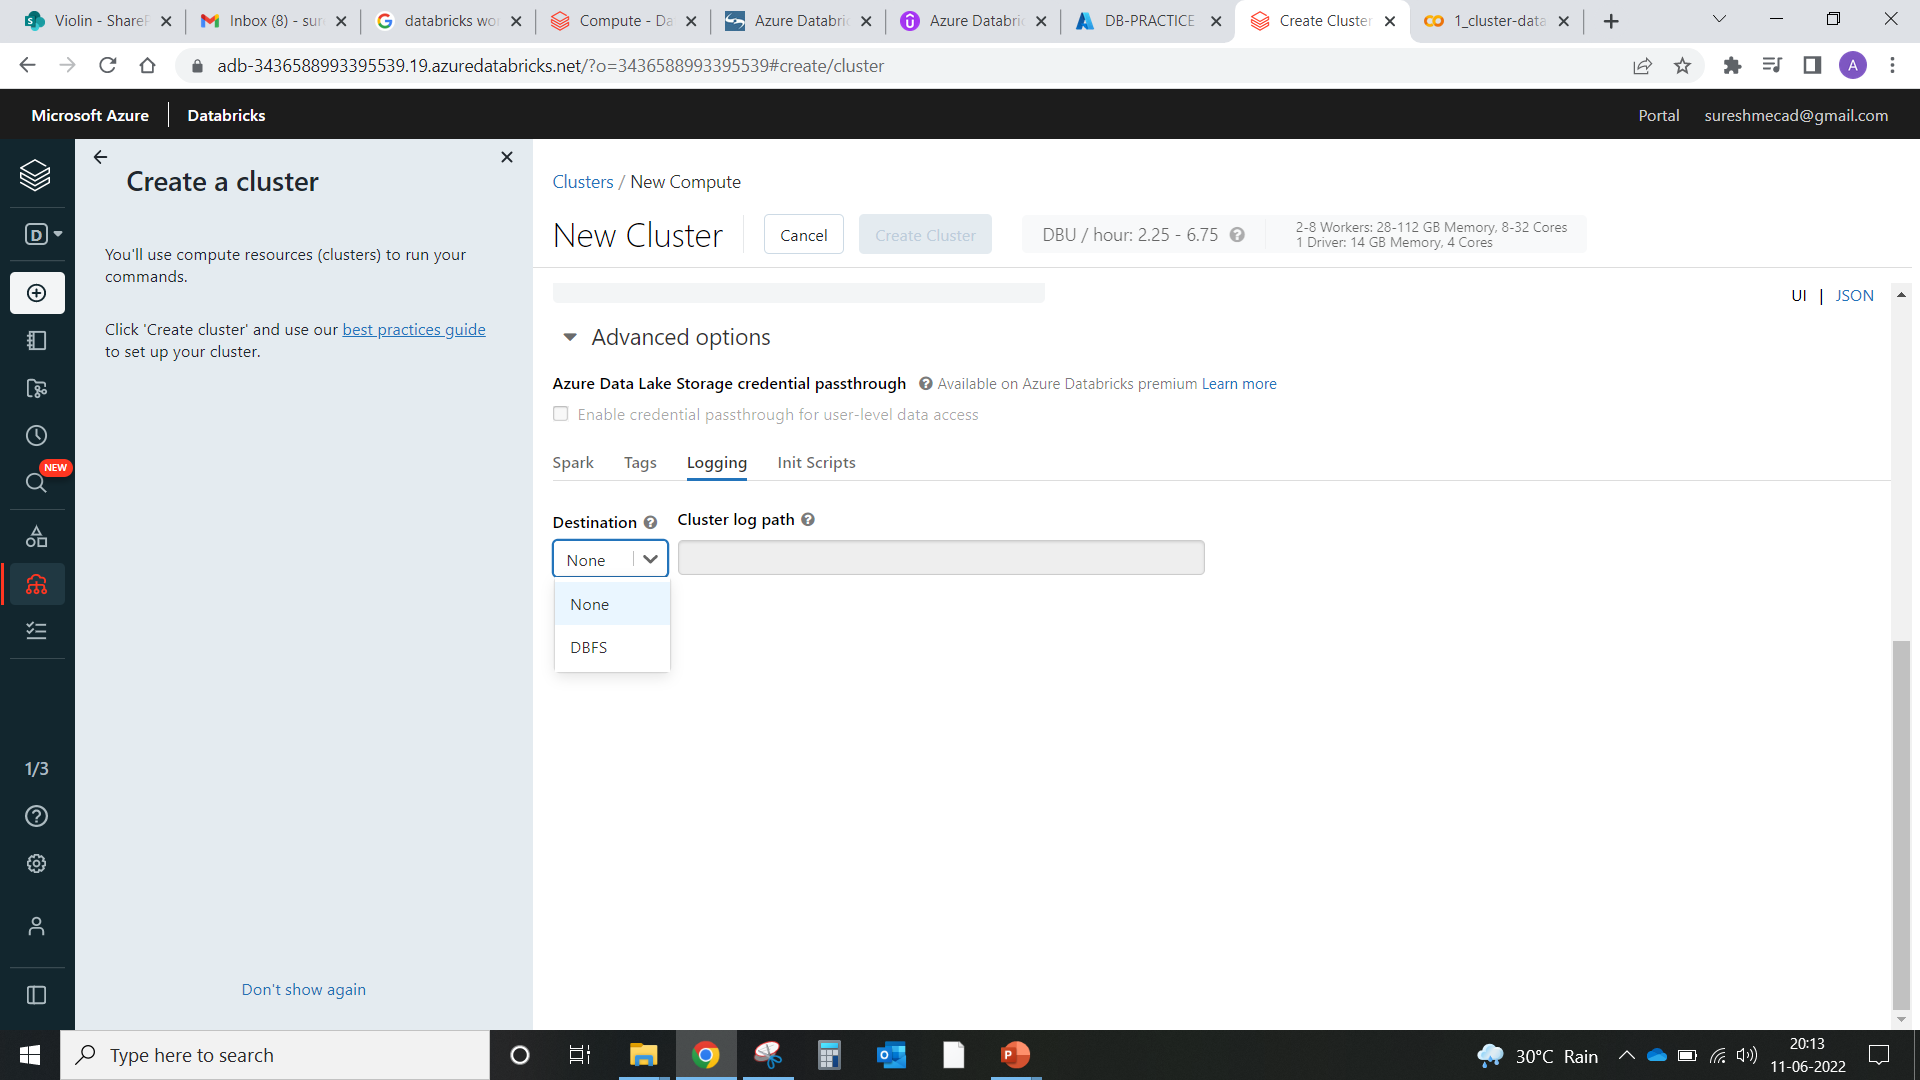 Violin - ShareP
Inbox (8) - sur
databricks wo
Compute - Da
Azure Databric
Azure Databric
DB-PRACTICE
Create Cluster
1_cluster-data
adb-3436588993395539.19.azuredatabricks.net/?o=3436588993395539#create/cluster
A
Microsoft Azure
Databricks
Portal
sureshmecad@gmail.com
D
NEW
1/3
Create a cluster
You'll use compute resources (clusters) to run your
commands.
Click 'Create cluster' and use our best practices guide
to set up your cluster.
Don't show again
Clusters / New Compute
New Cluster
Cancel
Create Cluster
DBU / hour: 2.25 - 6.75
2-8 Workers: 28-112 GB Memory, 8-32 Cores
1 Driver: 14 GB Memory, 4 Cores
UI | JSON
Advanced options
Azure Data Lake Storage credential passthrough Available on Azure Databricks premium Learn more
Enable credential passthrough for user-level data access
Spark Tags Logging Init Scripts
Destination
Cluster log path
None
None
DBFS
Type here to search
30°C Rain
20:13
11-06-2022